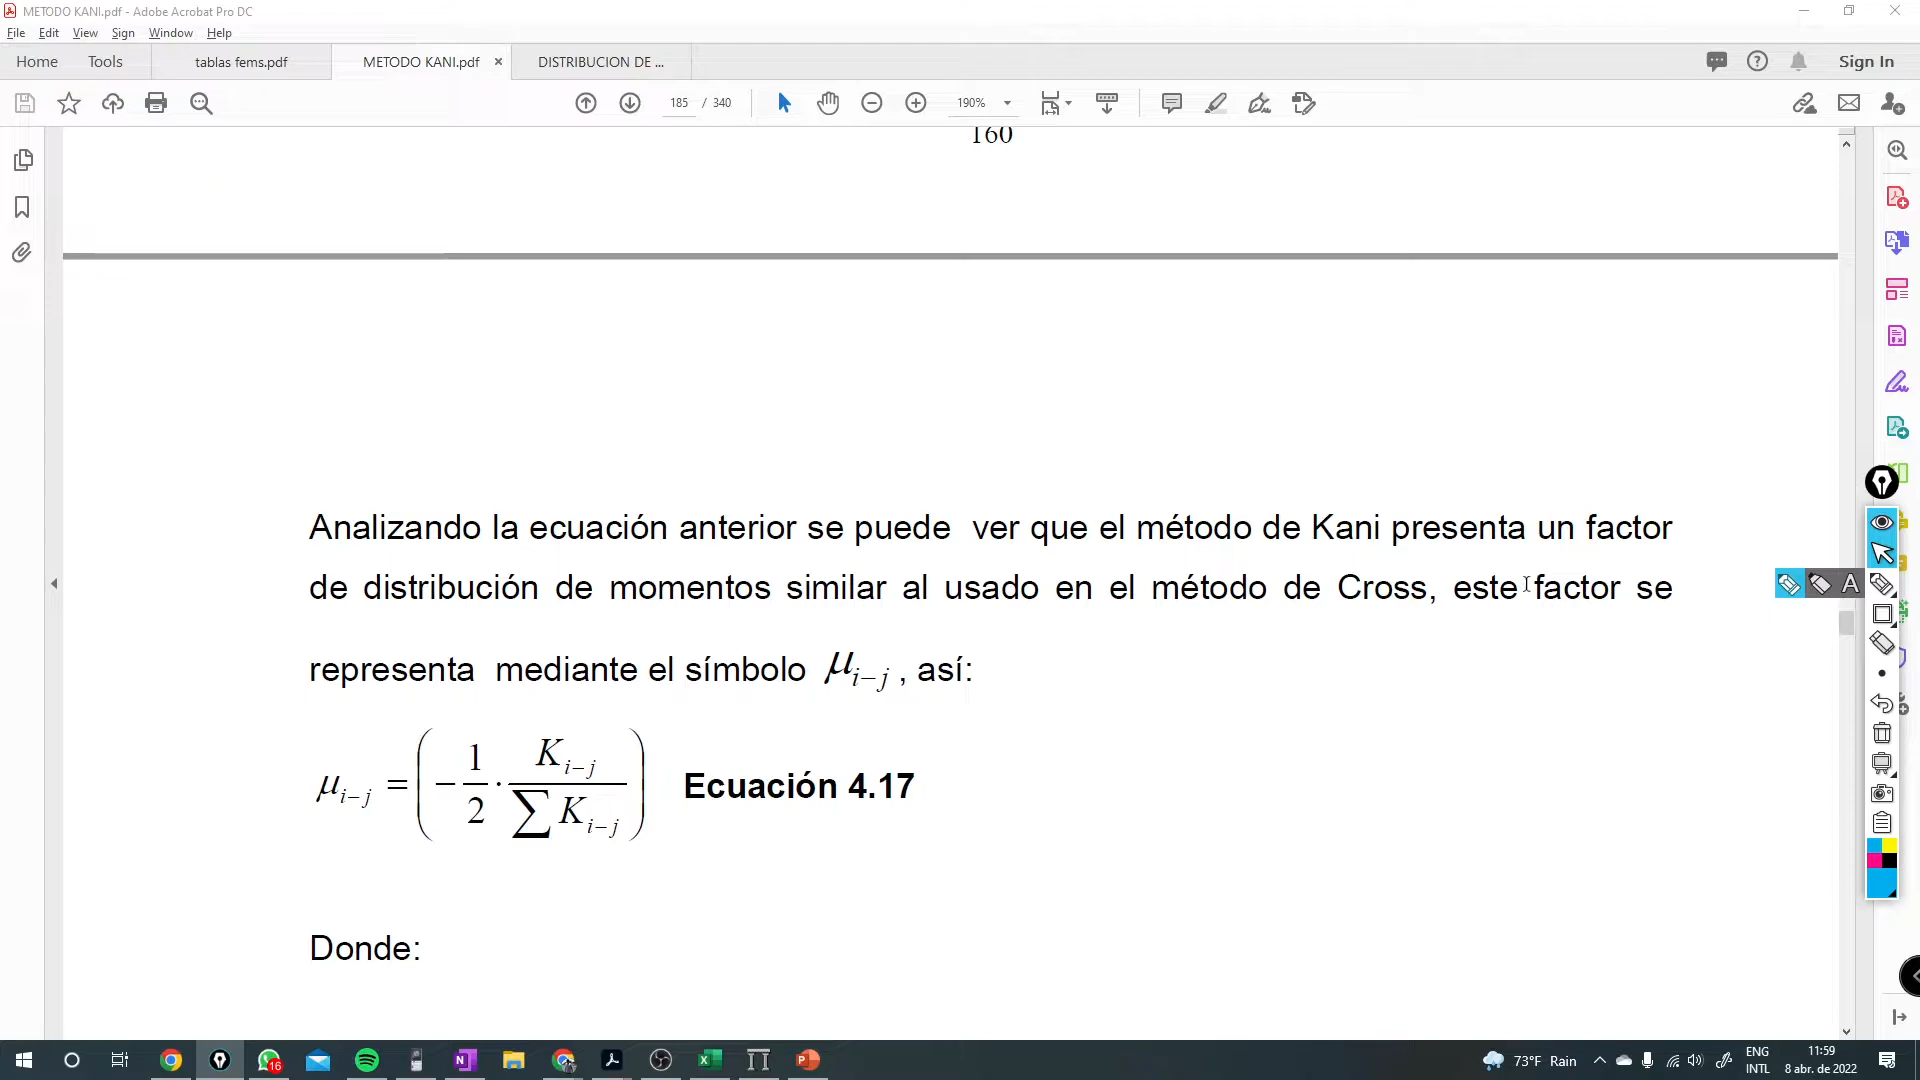 METODO KANI.pdf - Adobe Acrobat Pro DC
File Edit View Sign Window Help
Home Tools tablas fems.pdf METODO KANI.pdf × DISTRIBUCION DE ... Sign In
185 / 340 190%
160
Analizando la ecuación anterior se puede ver que el método de Kani presenta un factor
de distribución de momentos similar al usado en el método de Cross, este factor se
representa mediante el símbolo μi−j , así:
μi−j = (−1/2 · Ki−j / ∑ Ki−j) Ecuación 4.17
Donde:
A
16
73°F Rain
ENG
INTL
11:59
8 abr. de 2022